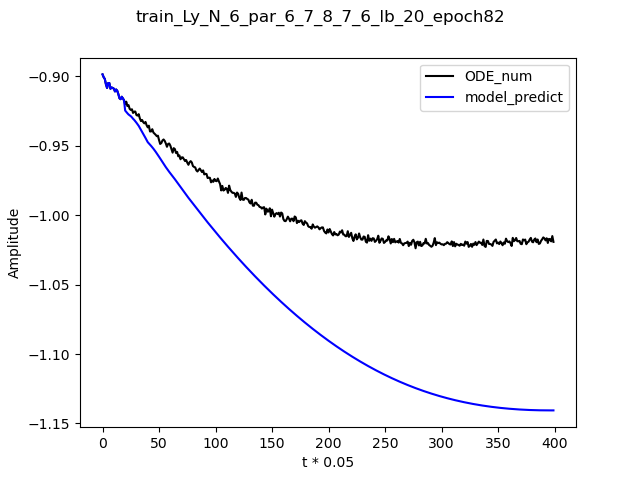 train_Ly_N_6_par_6_7_8_7_6_lb_20_epoch82
ODE_num
model_predict
Amplitude
−0.90
−0.95
−1.00
−1.05
−1.10
−1.15
0 50 100 150 200 250 300 350 400
t * 0.05